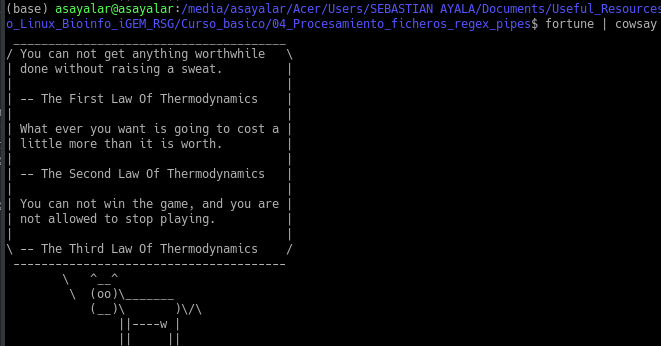 (base) asayalar@asayalar:/media/asayalar/Acer/Users/SEBASTIAN AYALA/Documents/Useful_Resources
o_Linux_Bioinfo_iGEM_RSG/Curso_basico/04_Procesamiento_ficheros_regex_pipes$ fortune | cowsay
 _______________________________________
/ You can not get anything worthwhile   \
| done without raising a sweat.         |
|                                       |
| -- The First Law Of Thermodynamics    |
|                                       |
| What ever you want is going to cost a |
| little more than it is worth.         |
|                                       |
| -- The Second Law Of Thermodynamics   |
|                                       |
| You can not win the game, and you are |
| not allowed to stop playing.          |
|                                       |
\ -- The Third Law Of Thermodynamics    /
 ---------------------------------------
        \   ^__^
         \  (oo)\_______
            (__)\       )\/\
                ||----w |
                ||     ||